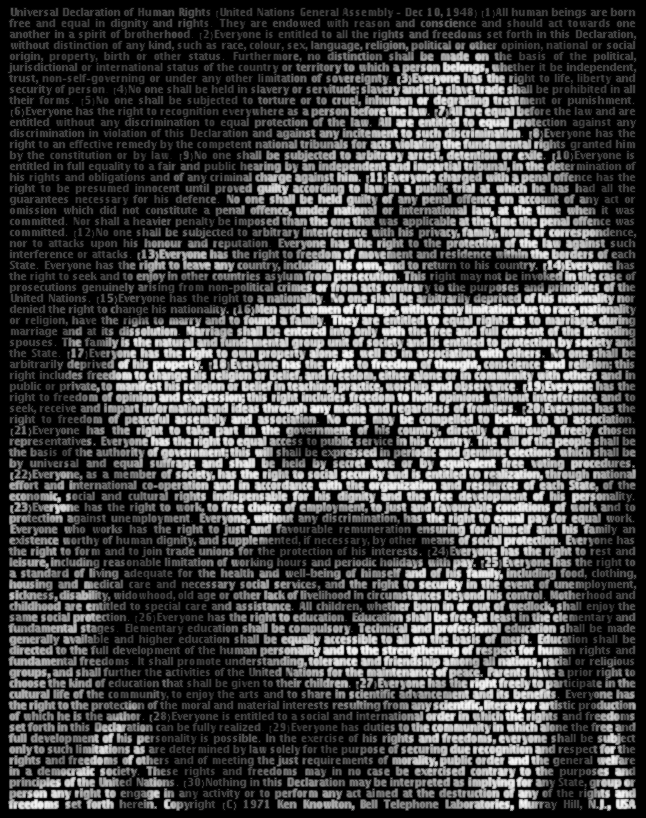 Universal Declaration of Human Rights (United Nations General Assembly - Dec 10, 1948) (1)All human beings are born
free and equal in dignity and rights. They are endowed with reason and conscience and should act towards one
another in a spirit of brotherhood. (2)Everyone is entitled to all the rights and freedoms set forth in this Declaration,
without distinction of any kind, such as race, colour, sex, language, religion, political or other opinion, national or social
origin, property, birth or other status. Furthermore, no distinction shall be made on the basis of the political,
jurisdictional or international status of the country or territory to which a person belongs, whether it be independent,
trust, non-self-governing or under any other limitation of sovereignty. (3)Everyone has the right to life, liberty and
security of person. (4)No one shall be held in slavery or servitude; slavery and the slave trade shall be prohibited in all
their forms. (5)No one shall be subjected to torture or to cruel, inhuman or degrading treatment or punishment.
(6)Everyone has the right to recognition everywhere as a person before the law. (7)All are equal before the law and are
entitled without any discrimination to equal protection of the law. All are entitled to equal protection against any
discrimination in violation of this Declaration and against any incitement to such discrimination. (8)Everyone has the
right to an effective remedy by the competent national tribunals for acts violating the fundamental rights granted him
by the constitution or by law. (9)No one shall be subjected to arbitrary arrest, detention or exile. (10)Everyone is
entitled in full equality to a fair and public hearing by an independent and impartial tribunal, in the determination of
his rights and obligations and of any criminal charge against him. (11)Everyone charged with a penal offence has the
right to be presumed innocent until proved guilty according to law in a public trial at which he has had all the
guarantees necessary for his defence. No one shall be held guilty of any penal offence on account of any act or
omission which did not constitute a penal offence, under national or international law, at the time when it was
committed. Nor shall a heavier penalty be imposed than the one that was applicable at the time the penal offence was
committed. (12)No one shall be subjected to arbitrary interference with his privacy, family, home or correspondence,
nor to attacks upon his honour and reputation. Everyone has the right to the protection of the law against such
interference or attacks. (13)Everyone has the right to freedom of movement and residence within the borders of each
State. Everyone has the right to leave any country, including his own, and to return to his country. (14)Everyone has
the right to seek and to enjoy in other countries asylum from persecution. This right may not be invoked in the case of
prosecutions genuinely arising from non-political crimes or from acts contrary to the purposes and principles of the
United Nations. (15)Everyone has the right to a nationality. No one shall be arbitrarily deprived of his nationality nor
denied the right to change his nationality. (16)Men and women of full age, without any limitation due to race, nationality
or religion, have the right to marry and to found a family. They are entitled to equal rights as to marriage, during
marriage and at its dissolution. Marriage shall be entered into only with the free and full consent of the intending
spouses. The family is the natural and fundamental group unit of society and is entitled to protection by society and
the State. (17)Everyone has the right to own property alone as well as in association with others. No one shall be
arbitrarily deprived of his property. (18)Everyone has the right to freedom of thought, conscience and religion; this
right includes freedom to change his religion or belief, and freedom, either alone or in community with others and in
public or private, to manifest his religion or belief in teaching, practice, worship and observance. (19)Everyone has the
right to freedom of opinion and expression; this right includes freedom to hold opinions without interference and to
seek, receive and impart information and ideas through any media and regardless of frontiers. (20)Everyone has the
right to freedom of peaceful assembly and association. No one may be compelled to belong to an association.
(21)Everyone has the right to take part in the government of his country, directly or through freely chosen
representatives. Everyone has the right to equal access to public service in his country. The will of the people shall be
the basis of the authority of government; this will shall be expressed in periodic and genuine elections which shall be
by universal and equal suffrage and shall be held by secret vote or by equivalent free voting procedures.
(22)Everyone, as a member of society, has the right to social security and is entitled to realization, through national
effort and international co-operation and in accordance with the organization and resources of each State, of the
economic, social and cultural rights indispensable for his dignity and the free development of his personality.
(23)Everyone has the right to work, to free choice of employment, to just and favourable conditions of work and to
protection against unemployment. Everyone, without any discrimination, has the right to equal pay for equal work.
Everyone who works has the right to just and favourable remuneration ensuring for himself and his family an
existence worthy of human dignity, and supplemented, if necessary, by other means of social protection. Everyone has
the right to form and to join trade unions for the protection of his interests. (24)Everyone has the right to rest and
leisure, including reasonable limitation of working hours and periodic holidays with pay. (25)Everyone has the right to
a standard of living adequate for the health and well-being of himself and of his family, including food, clothing,
housing and medical care and necessary social services, and the right to security in the event of unemployment,
sickness, disability, widowhood, old age or other lack of livelihood in circumstances beyond his control. Motherhood and
childhood are entitled to special care and assistance. All children, whether born in or out of wedlock, shall enjoy the
same social protection. (26)Everyone has the right to education. Education shall be free, at least in the elementary and
fundamental stages. Elementary education shall be compulsory. Technical and professional education shall be made
generally available and higher education shall be equally accessible to all on the basis of merit. Education shall be
directed to the full development of the human personality and to the strengthening of respect for human rights and
fundamental freedoms. It shall promote understanding, tolerance and friendship among all nations, racial or religious
groups, and shall further the activities of the United Nations for the maintenance of peace. Parents have a prior right to
choose the kind of education that shall be given to their children. (27)Everyone has the right freely to participate in the
cultural life of the community, to enjoy the arts and to share in scientific advancement and its benefits. Everyone has
the right to the protection of the moral and material interests resulting from any scientific, literary or artistic production
of which he is the author. (28)Everyone is entitled to a social and international order in which the rights and freedoms
set forth in this Declaration can be fully realized. (29)Everyone has duties to the community in which alone the free and
full development of his personality is possible. In the exercise of his rights and freedoms, everyone shall be subject
only to such limitations as are determined by law solely for the purpose of securing due recognition and respect for the
rights and freedoms of others and of meeting the just requirements of morality, public order and the general welfare
in a democratic society. These rights and freedoms may in no case be exercised contrary to the purposes and
principles of the United Nations. (30)Nothing in this Declaration may be interpreted as implying for any State, group or
person any right to engage in any activity or to perform any act aimed at the destruction of any of the rights and
freedoms set forth herein. Copyright (C) 1971 Ken Knowlton, Bell Telephone Laboratories, Murray Hill, N.J., USA